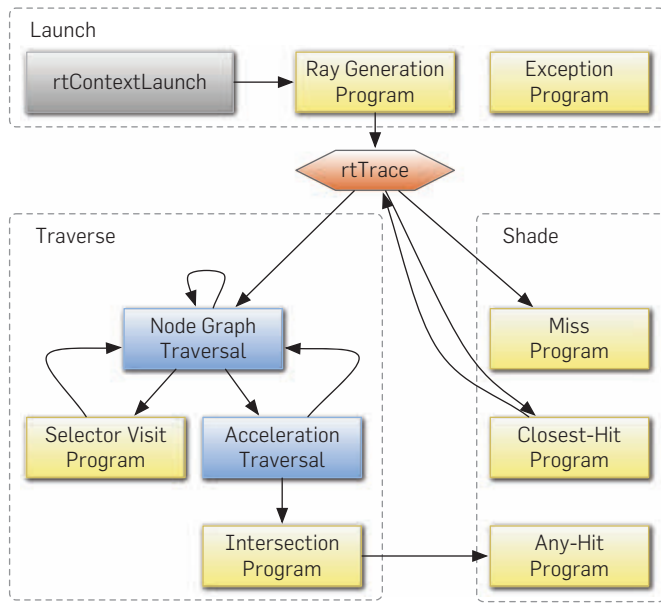 Launch
rtContextLaunch
Ray Generation
Program
Exception
Program
rtTrace
Traverse
Shade
Node Graph
Traversal
Miss
Program
Selector Visit
Program
Acceleration
Traversal
Closest-Hit
Program
Intersection
Program
Any-Hit
Program